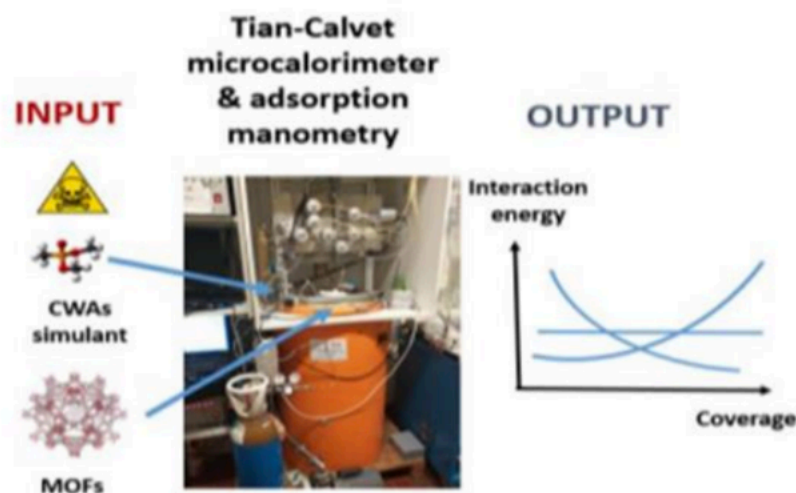 Tian-Calvet
microcalorimeter
& adsorption
manometry
INPUT
OUTPUT
CWAs
simulant
MOFs
Interaction
energy
Coverage